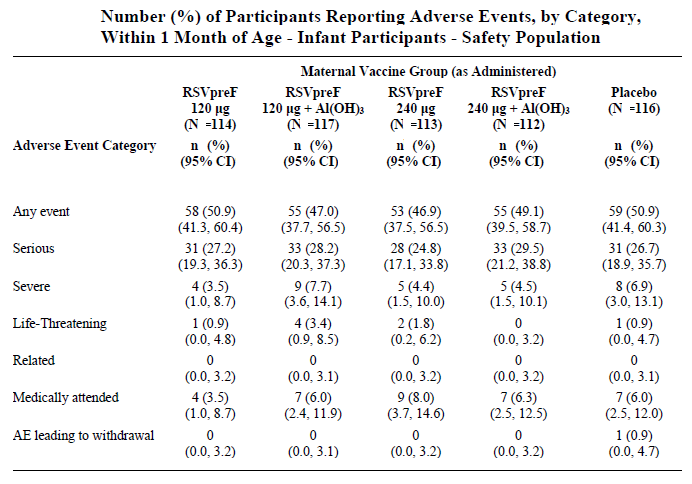 Number (%) of Participants Reporting Adverse Events, by Category,
Within 1 Month of Age - Infant Participants - Safety Population
Maternal Vaccine Group (as Administered)
RSVpreF RSVpreF RSVpreF RSVpreF Placebo
120 µg 120 µg + Al(OH)3 240 µg 240 µg + Al(OH)3 (N =116)
(N =114) (N =117) (N =113) (N =112)
Adverse Event Category n (%) n (%) n (%) n (%) n (%)
(95% CI) (95% CI) (95% CI) (95% CI) (95% CI)
Any event 58 (50.9) 55 (47.0) 53 (46.9) 55 (49.1) 59 (50.9)
(41.3, 60.4) (37.7, 56.5) (37.5, 56.5) (39.5, 58.7) (41.4, 60.3)
Serious 31 (27.2) 33 (28.2) 28 (24.8) 33 (29.5) 31 (26.7)
(19.3, 36.3) (20.3, 37.3) (17.1, 33.8) (21.2, 38.8) (18.9, 35.7)
Severe 4 (3.5) 9 (7.7) 5 (4.4) 5 (4.5) 8 (6.9)
(1.0, 8.7) (3.6, 14.1) (1.5, 10.0) (1.5, 10.1) (3.0, 13.1)
Life-Threatening 1 (0.9) 4 (3.4) 2 (1.8) 0 1 (0.9)
(0.0, 4.8) (0.9, 8.5) (0.2, 6.2) (0.0, 3.2) (0.0, 4.7)
Related 0 0 0 0 0
(0.0, 3.2) (0.0, 3.1) (0.0, 3.2) (0.0, 3.2) (0.0, 3.1)
Medically attended 4 (3.5) 7 (6.0) 9 (8.0) 7 (6.3) 7 (6.0)
(1.0, 8.7) (2.4, 11.9) (3.7, 14.6) (2.5, 12.5) (2.5, 12.0)
AE leading to withdrawal 0 0 0 0 1 (0.9)
(0.0, 3.2) (0.0, 3.1) (0.0, 3.2) (0.0, 3.2) (0.0, 4.7)